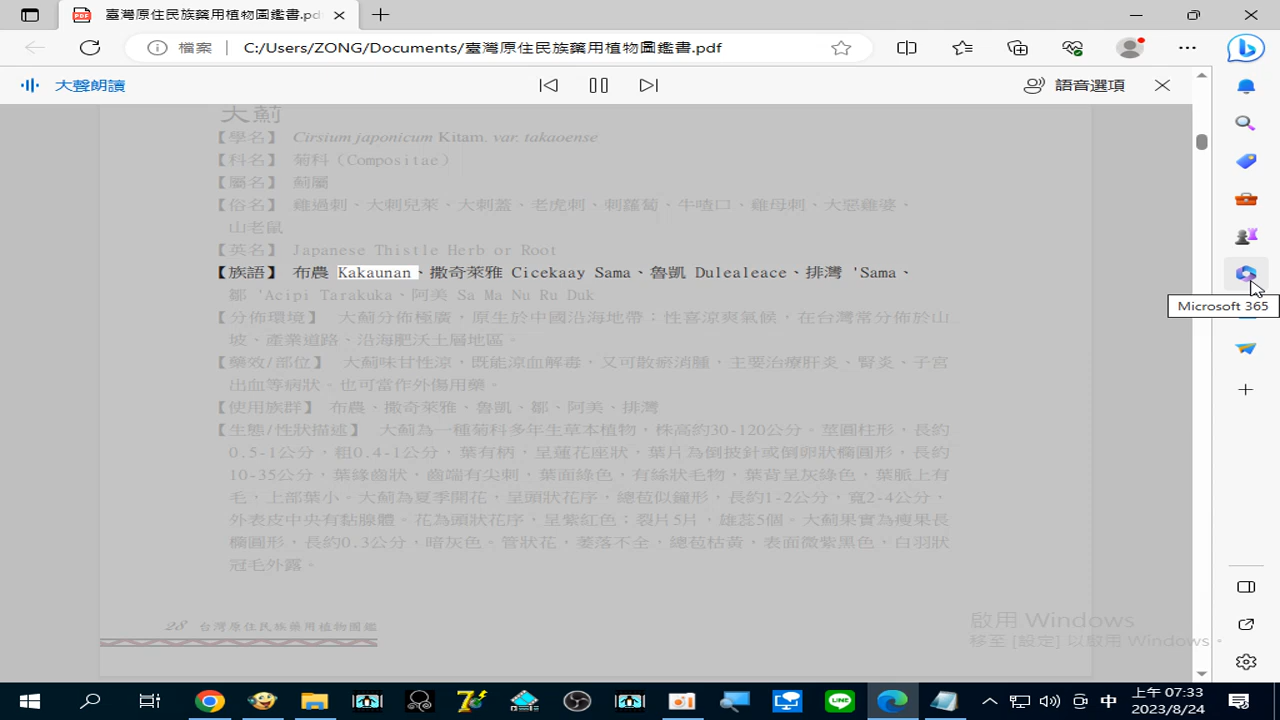 臺灣原住民族藥用植物圖鑑書.pdf
檔案 C:/Users/ZONG/Documents/臺灣原住民族藥用植物圖鑑書.pdf
大聲朗讀
語音選項
大薊
【學名】 Cirsium japonicum Kitam. var. takaoense
【科名】 菊科（Compositae）
【屬名】 薊屬
【俗名】 雞過刺、大刺兒菜、大刺蓋、老虎刺、刺蘿蔔、牛喳口、雞母刺、大惡雞婆、
山老鼠
【英名】 Japanese Thistle Herb or Root
【族語】 布農 Kakaunan、撒奇萊雅 Cicekaay Sama、魯凱 Dulealeace、排灣 'Sama、
鄒 'Acipi Tarakuka、阿美 Sa Ma Nu Ru Duk
【分佈環境】 大薊分佈極廣，原生於中國沿海地帶；性喜涼爽氣候，在台灣常分佈於山
坡、產業道路、沿海肥沃土層地區。
【藥效/部位】 大薊味甘性涼，既能涼血解毒，又可散瘀消腫，主要治療肝炎、腎炎、子宮
出血等病狀。也可當作外傷用藥。
【使用族群】 布農、撒奇萊雅、魯凱、鄒、阿美、排灣
【生態/性狀描述】 大薊為一種菊科多年生草本植物，株高約30-120公分。莖圓柱形，長約
0.5-1公分，粗0.4-1公分，葉有柄，呈蓮花座狀，葉片為倒披針或倒卵狀橢圓形，長約
10-35公分，葉緣齒狀，齒端有尖刺，葉面綠色，有絲狀毛物，葉背呈灰綠色，葉脈上有
毛，上部葉小。大薊為夏季開花，呈頭狀花序，總苞似鐘形，長約1-2公分，寬2-4公分，
外表皮中央有黏腺體。花為頭狀花序，呈紫紅色；裂片5片，雄蕊5個。大薊果實為瘦果長
橢圓形，長約0.3公分，暗灰色。管狀花，萎落不全，總苞枯黃，表面微紫黑色，白羽狀
冠毛外露。
28 台灣原住民族藥用植物圖鑑
Microsoft 365
啟用 Windows
移至 [設定] 以啟用 Windows。
中
上午 07:33
2023/8/24